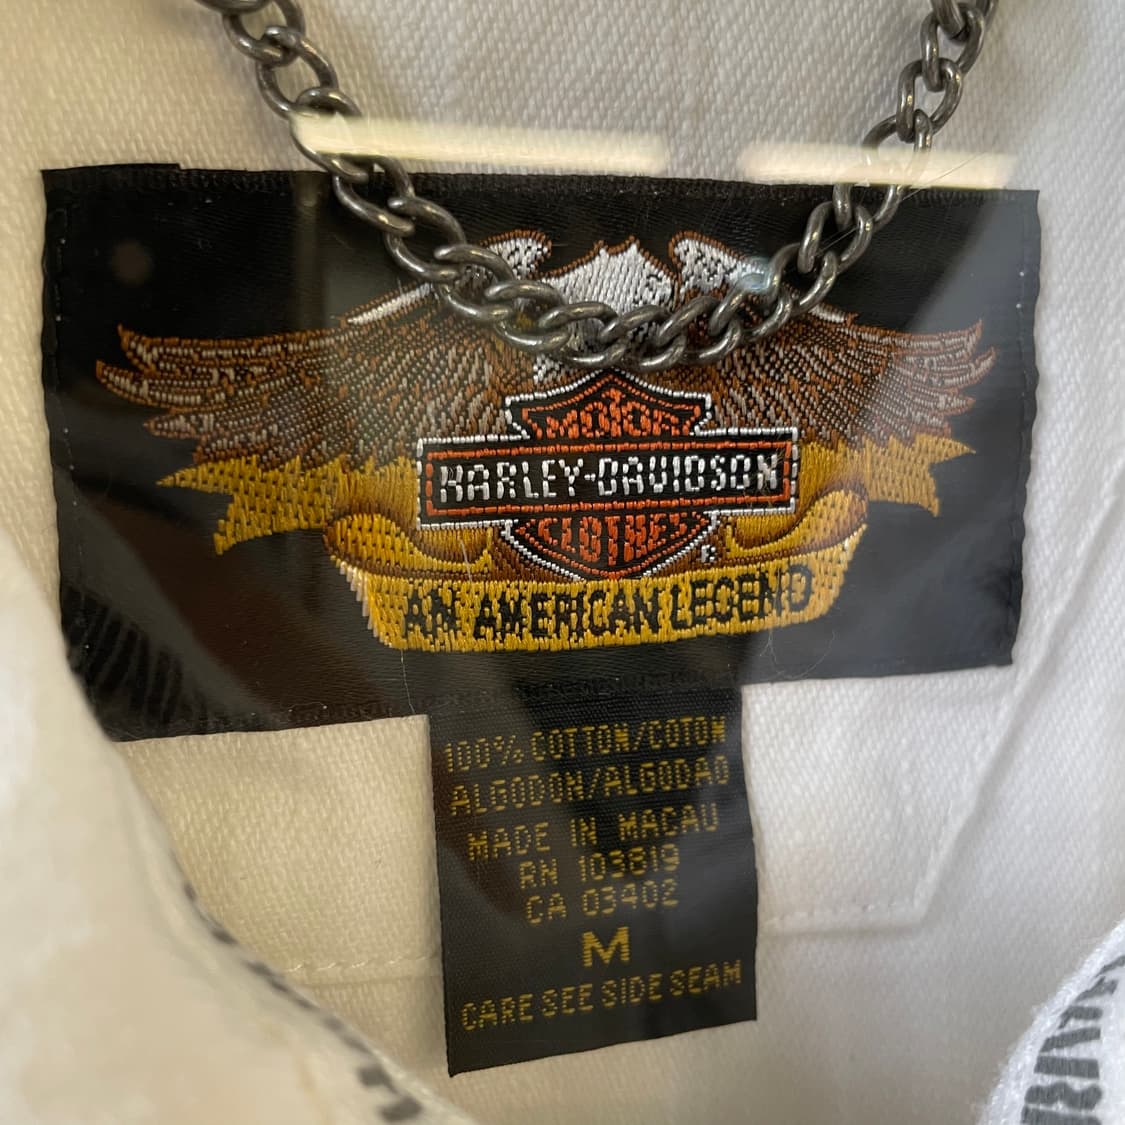 MOTOR
HARLEY-DAVIDSON
CLOTHES
®
AN AMERICAN LEGEND
100% COTTON/COTON
ALGODON/ALGODAO
MADE IN MACAU
RN 103819
CA 03402
M
CARE SEE SIDE SEAM